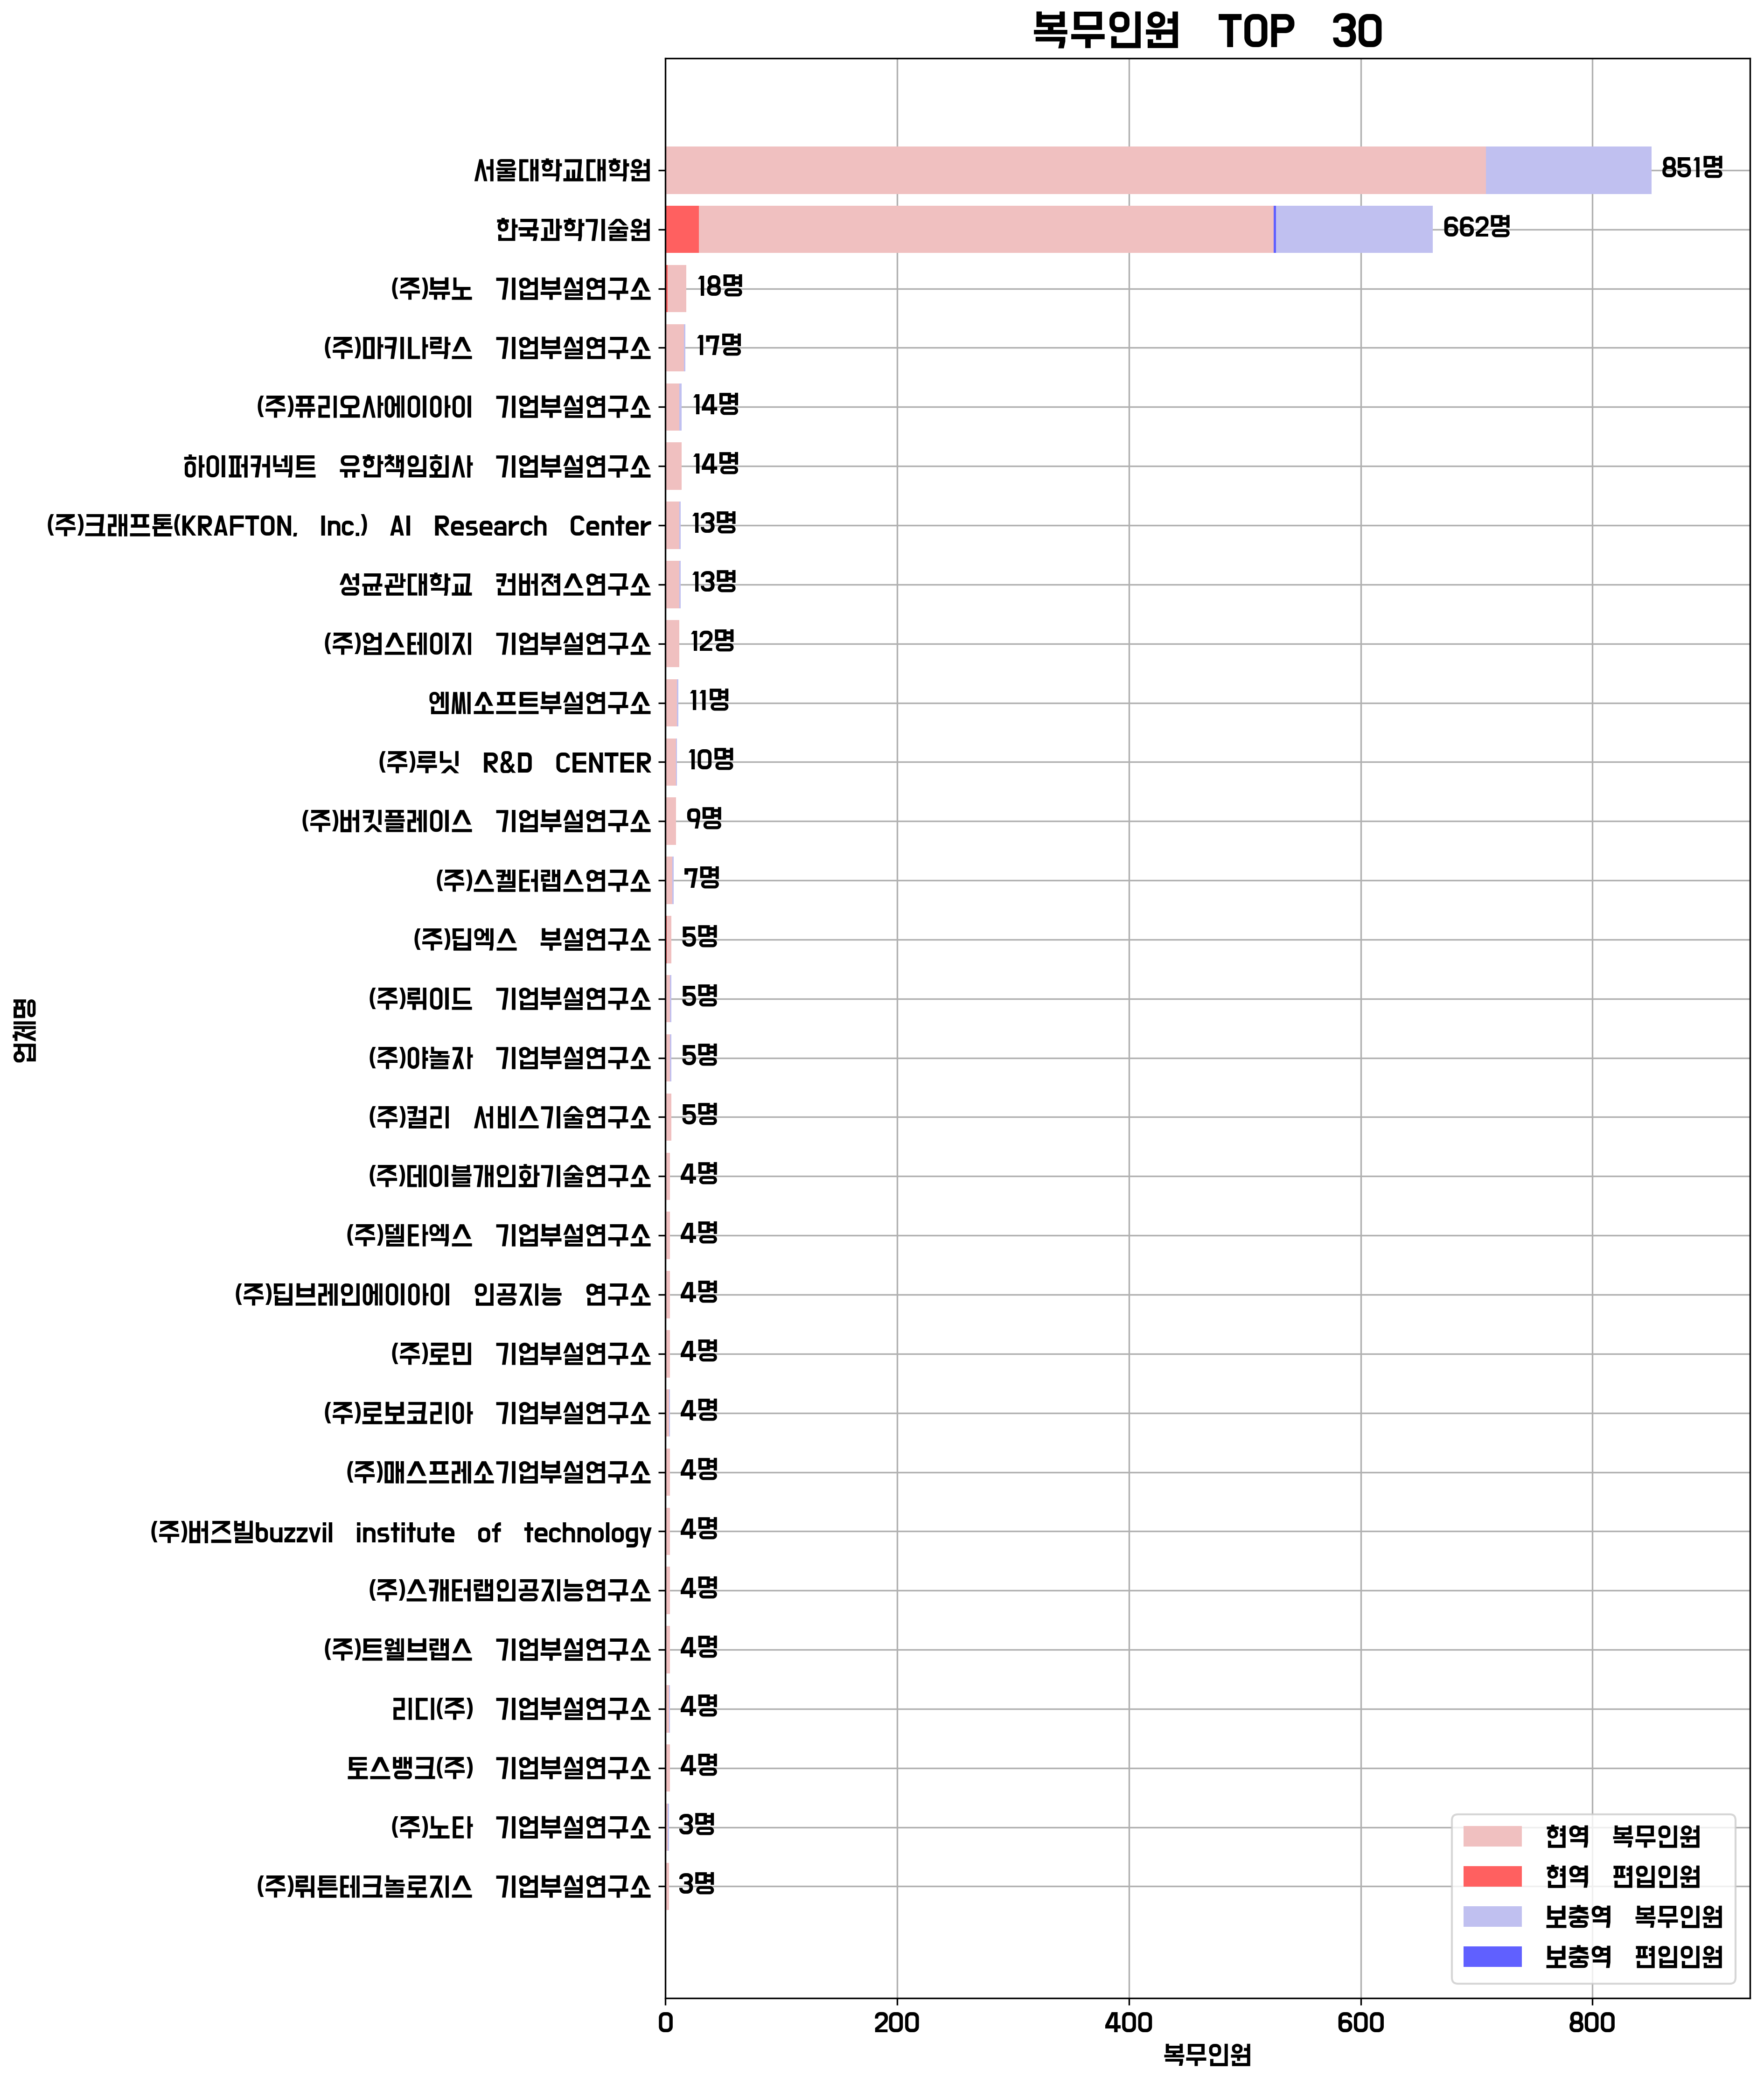 복무인원 TOP 30
서울대학교대학원 851명
한국과학기술원 662명
(주)뷰노 기업부설연구소 18명
(주)마키나락스 기업부설연구소 17명
(주)퓨리오사에이아이 기업부설연구소 14명
하이퍼커넥트 유한책임회사 기업부설연구소 14명
(주)크래프톤(KRAFTON, Inc.) AI Research Center 13명
성균관대학교 컨버젼스연구소 13명
(주)업스테이지 기업부설연구소 12명
엔씨소프트부설연구소 11명
(주)루닛 R&D CENTER 10명
(주)버킷플레이스 기업부설연구소 9명
(주)스켈터랩스연구소 7명
(주)딥엑스 부설연구소 5명
(주)뤼이드 기업부설연구소 5명
(주)야놀자 기업부설연구소 5명
(주)컬리 서비스기술연구소 5명
(주)데이블개인화기술연구소 4명
(주)델타엑스 기업부설연구소 4명
(주)딥브레인에이아이 인공지능 연구소 4명
(주)로민 기업부설연구소 4명
(주)로보코리아 기업부설연구소 4명
(주)매스프레소기업부설연구소 4명
(주)버즈빌buzzvil institute of technology 4명
(주)스캐터랩인공지능연구소 4명
(주)트웰브랩스 기업부설연구소 4명
리디(주) 기업부설연구소 4명
토스뱅크(주) 기업부설연구소 4명
(주)노타 기업부설연구소 3명
(주)뤼튼테크놀로지스 기업부설연구소 3명
업체명
현역 복무인원
현역 편입인원
보충역 복무인원
보충역 편입인원
0 200 400 600 800
복무인원